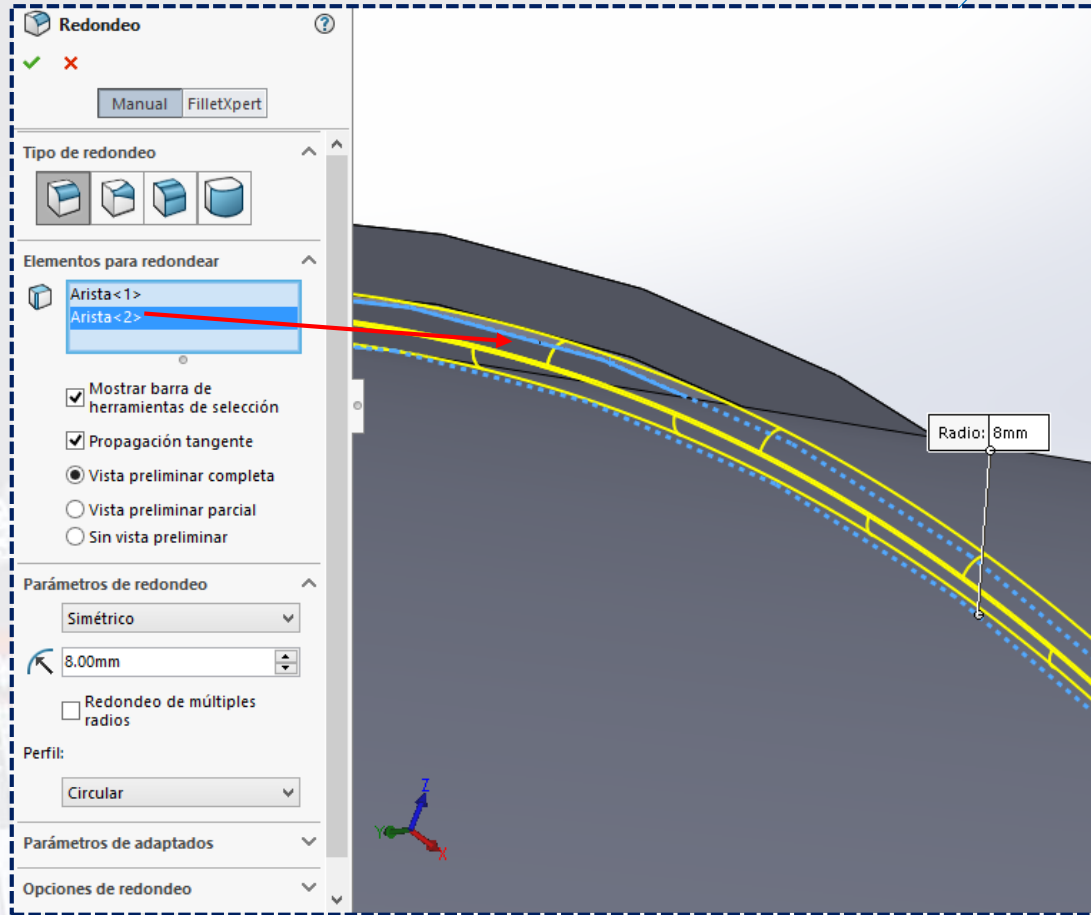 Redondeo
Manual FilletXpert
Tipo de redondeo
Elementos para redondear
Arista<1>
Arista<2>
Mostrar barra de
herramientas de selección
Propagación tangente
Vista preliminar completa
Vista preliminar parcial
Sin vista preliminar
Parámetros de redondeo
Simétrico
8.00mm
Redondeo de múltiples
radios
Perfil:
Circular
Parámetros de adaptados
Opciones de redondeo
Radio: 8mm
Z
Y
X